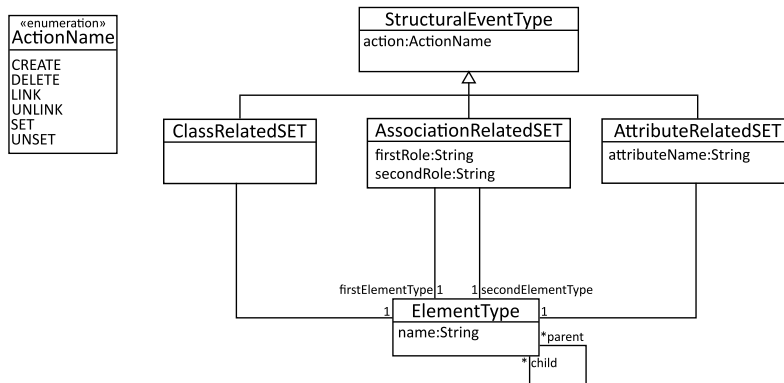 «enumeration»
ActionName
CREATE
DELETE
LINK
UNLINK
SET
UNSET
StructuralEventType
action:ActionName
ClassRelatedSET
AssociationRelatedSET
firstRole:String
secondRole:String
AttributeRelatedSET
attributeName:String
firstElementType 1
1 secondElementType
1
ElementType
1
name:String
*parent
* child